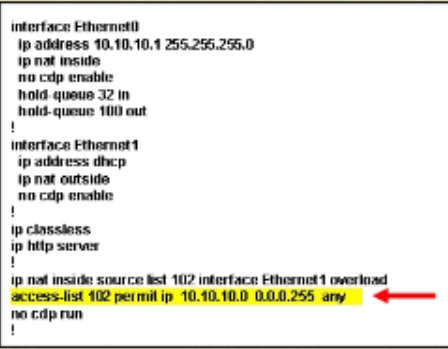 interface Ethernet0
ip address 10.10.10.1 255.255.255.0
ip nat inside
no cdp enable
hold-queue 32 in
hold-queue 100 out
!
interface Ethernet1
ip address dhcp
ip nat outside
no cdp enable
!
ip classless
ip http server
!
ip nat inside source list 102 interface Ethernet1 overload
access-list 102 permit ip 10.10.10.0 0.0.0.255 any
no cdp run
!